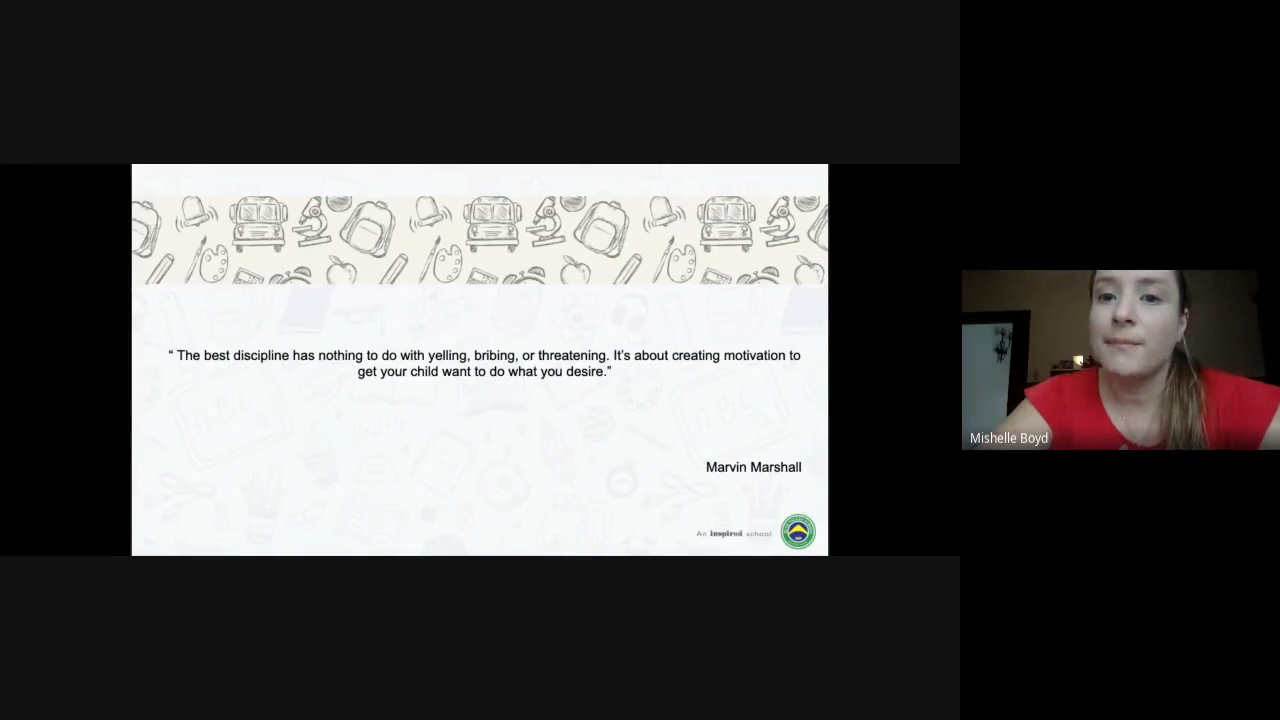 “ The best discipline has nothing to do with yelling, bribing, or threatening. It’s about creating motivation to
get your child want to do what you desire.”
Mishelle Boyd
Marvin Marshall
An inspired school